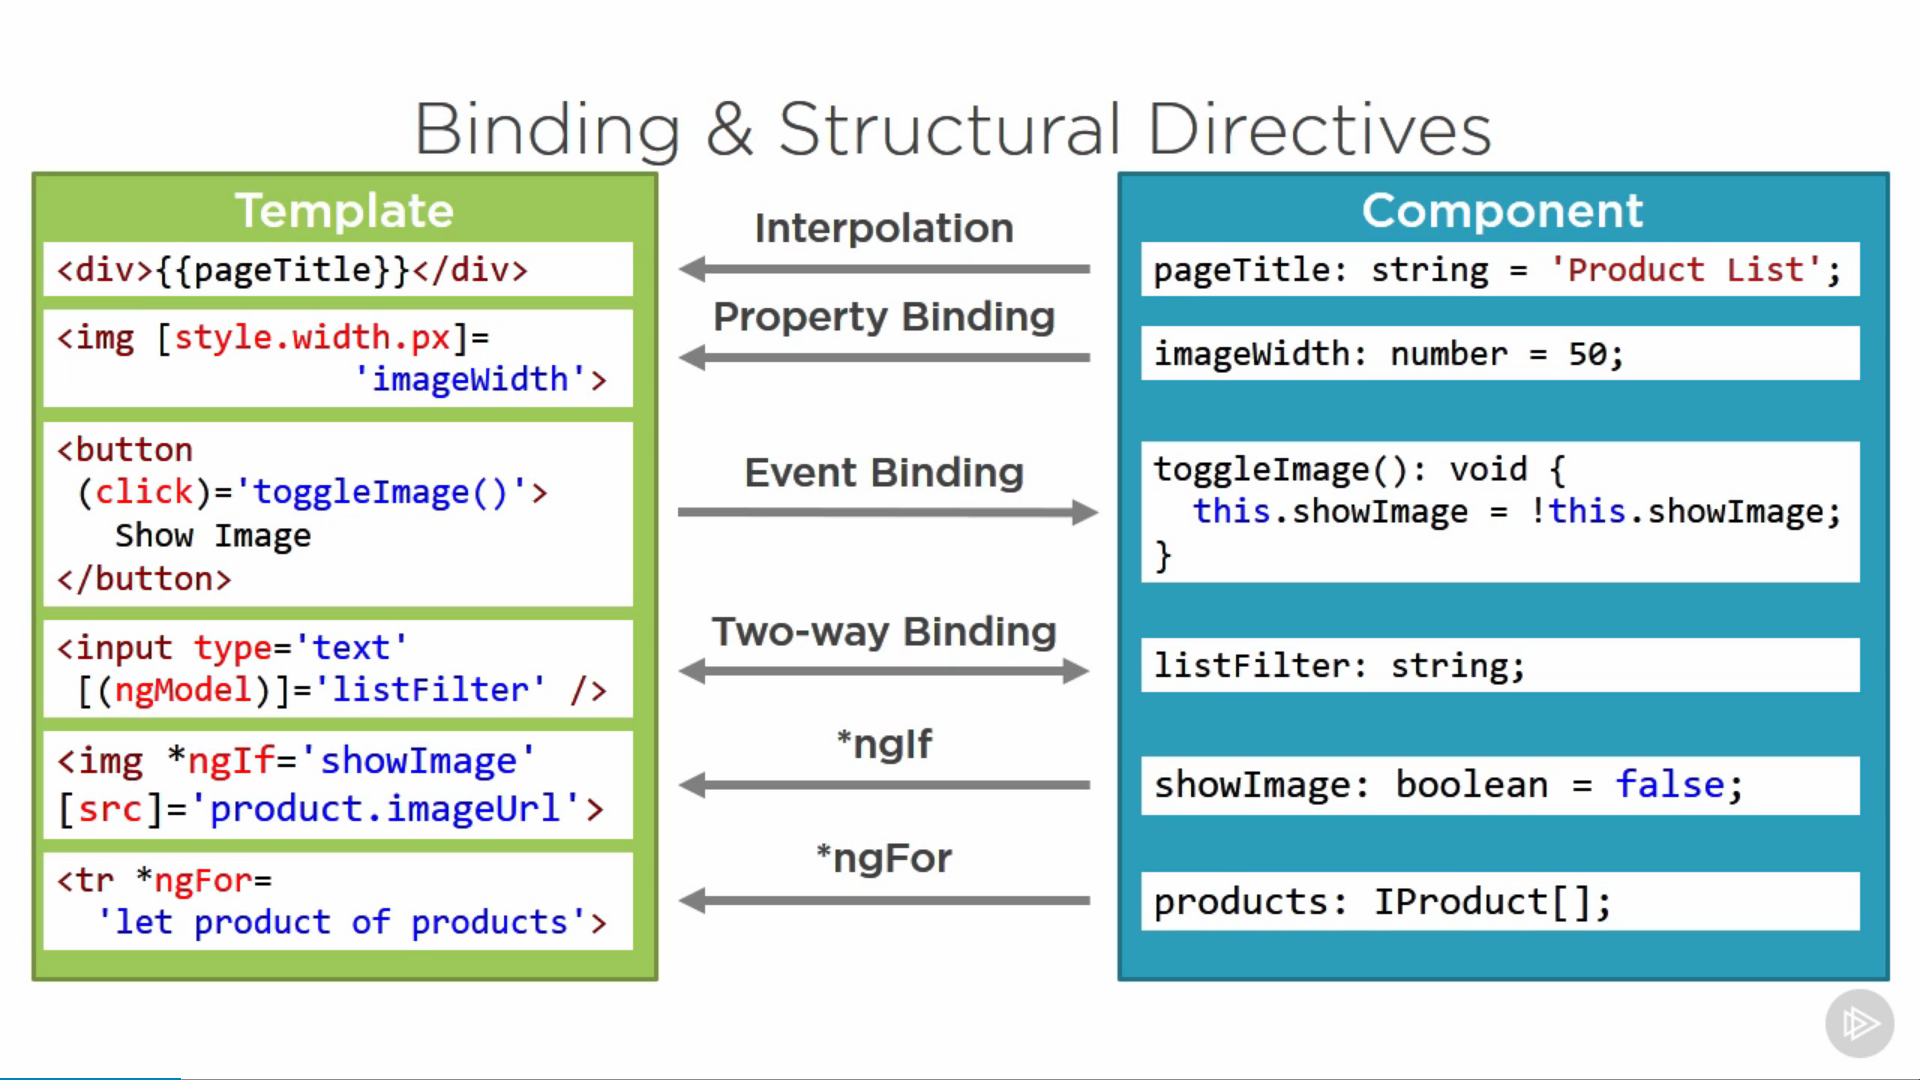 Binding & Structural Directives
Template
<div>{{pageTitle}}</div>
<img [style.width.px]=
'imageWidth'>
<button
(click)='toggleImage()'>
Show Image
</button>
<input type='text'
[(ngModel)]='listFilter' />
<img *ngIf='showImage'
[src]='product.imageUrl'>
<tr *ngFor=
'let product of products'>
Interpolation
Property Binding
Event Binding
Two-way Binding
*ngIf
*ngFor
Component
pageTitle: string = 'Product List';
imageWidth: number = 50;
toggleImage(): void {
this.showImage = !this.showImage;
}
listFilter: string;
showImage: boolean = false;
products: IProduct[];